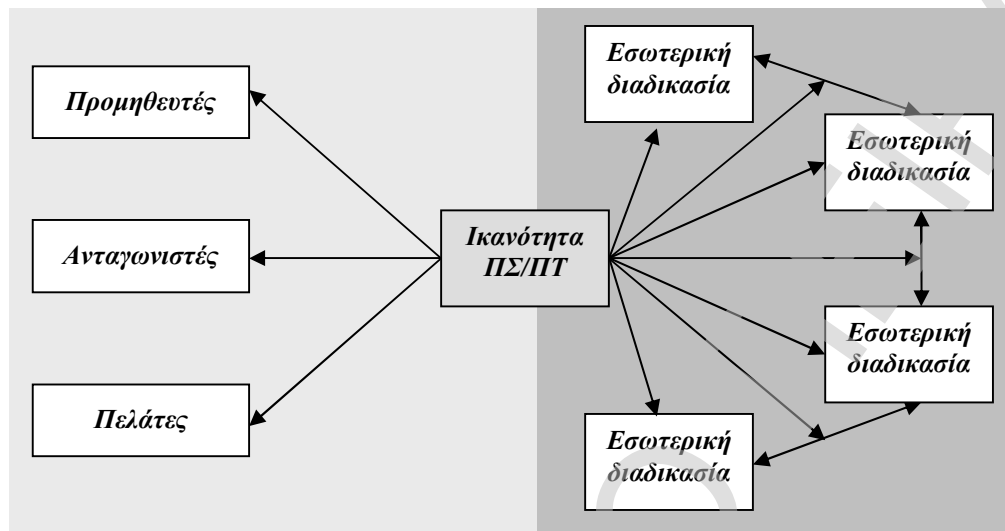 Προμηθευτές
Ανταγωνιστές
Πελάτες
Ικανότητα
ΠΣ/ΠΤ
Εσωτερική
διαδικασία
Εσωτερική
διαδικασία
Εσωτερική
διαδικασία
Εσωτερική
διαδικασία